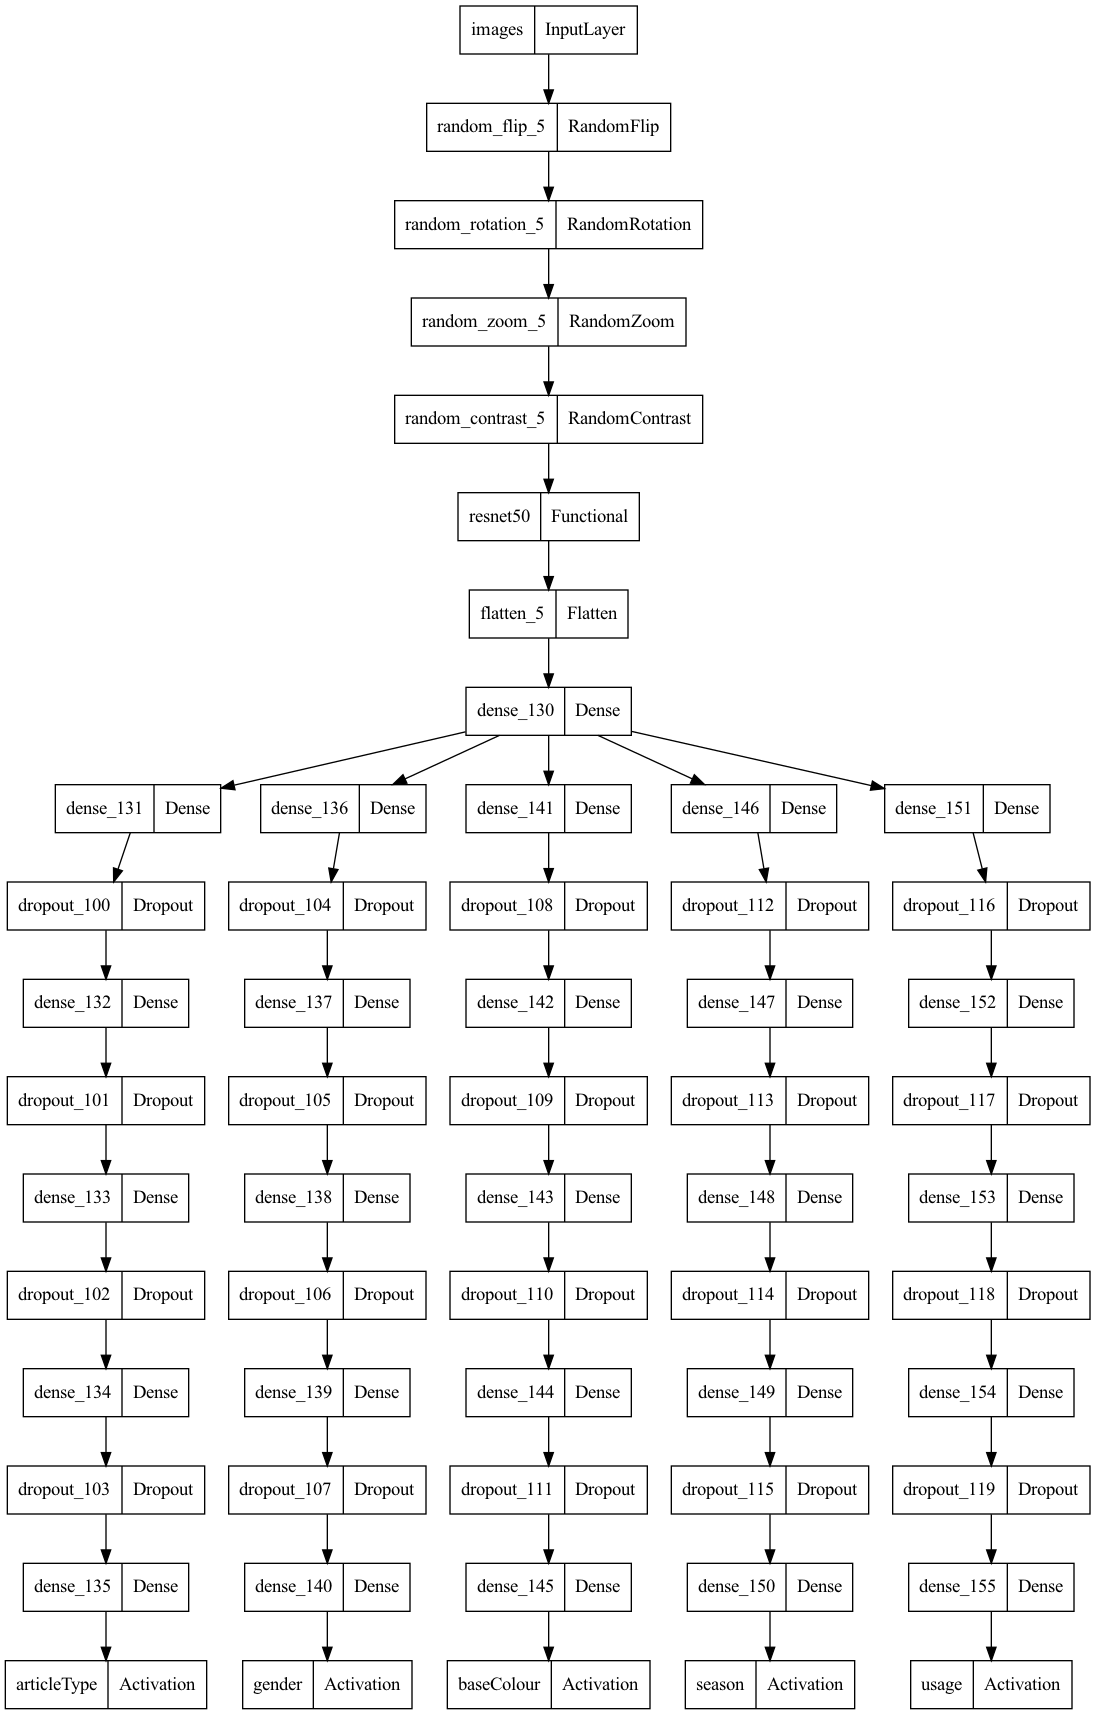 images InputLayer
random_flip_5 RandomFlip
random_rotation_5 RandomRotation
random_zoom_5 RandomZoom
random_contrast_5 RandomContrast
resnet50 Functional
flatten_5 Flatten
dense_130 Dense
dense_131 Dense dense_136 Dense dense_141 Dense dense_146 Dense dense_151 Dense
dropout_100 Dropout dropout_104 Dropout dropout_108 Dropout dropout_112 Dropout dropout_116 Dropout
dense_132 Dense dense_137 Dense dense_142 Dense dense_147 Dense dense_152 Dense
dropout_101 Dropout dropout_105 Dropout dropout_109 Dropout dropout_113 Dropout dropout_117 Dropout
dense_133 Dense dense_138 Dense dense_143 Dense dense_148 Dense dense_153 Dense
dropout_102 Dropout dropout_106 Dropout dropout_110 Dropout dropout_114 Dropout dropout_118 Dropout
dense_134 Dense dense_139 Dense dense_144 Dense dense_149 Dense dense_154 Dense
dropout_103 Dropout dropout_107 Dropout dropout_111 Dropout dropout_115 Dropout dropout_119 Dropout
dense_135 Dense dense_140 Dense dense_145 Dense dense_150 Dense dense_155 Dense
articleType Activation gender Activation baseColour Activation season Activation usage Activation